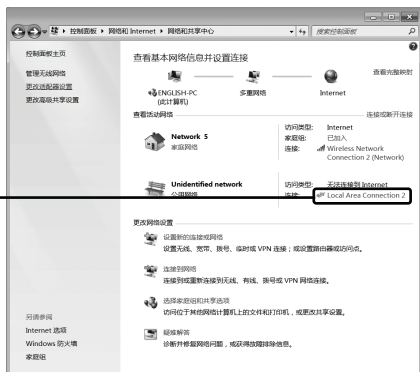 控制面板 ▸ 网络和 Internet ▸ 网络和共享中心
搜索控制面板
控制面板主页
管理无线网络
更改适配器设置
更改高级共享设置
查看基本网络信息并设置连接
查看完整映射
ENGLISH-PC
(此计算机)
多重网络
Internet
查看活动网络
连接或断开连接
Network 5
家庭网络
访问类型: Internet
家庭组: 已加入
连接: Wireless Network
Connection 2 (Network)
Unidentified network
公用网络
访问类型: 无法连接到 Internet
连接: Local Area Connection 2
更改网络设置
设置新的连接或网络
设置无线、宽带、拨号、临时或 VPN 连接；或设置路由器或访问点。
连接到网络
连接到或重新连接到无线、有线、拨号或 VPN 网络连接。
选择家庭组和共享选项
访问位于其他网络计算机上的文件和打印机，或更改共享设置。
疑难解答
诊断并修复网络问题，或获得故障排除信息。
另请参阅
Internet 选项
Windows 防火墙
家庭组